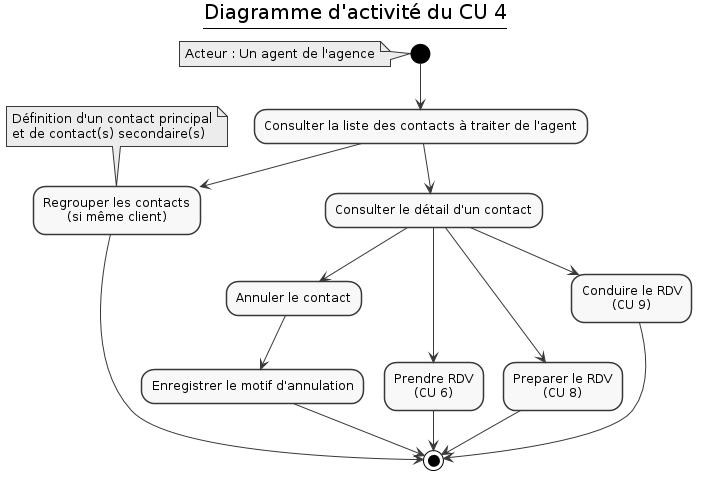 Diagramme d'activité du CU 4
Acteur : Un agent de l'agence
Définition d'un contact principal
et de contact(s) secondaire(s)
Consulter la liste des contacts à traiter de l'agent
Regrouper les contacts
(si même client)
Consulter le détail d'un contact
Annuler le contact
Conduire le RDV
(CU 9)
Enregistrer le motif d'annulation
Prendre RDV
(CU 6)
Preparer le RDV
(CU 8)